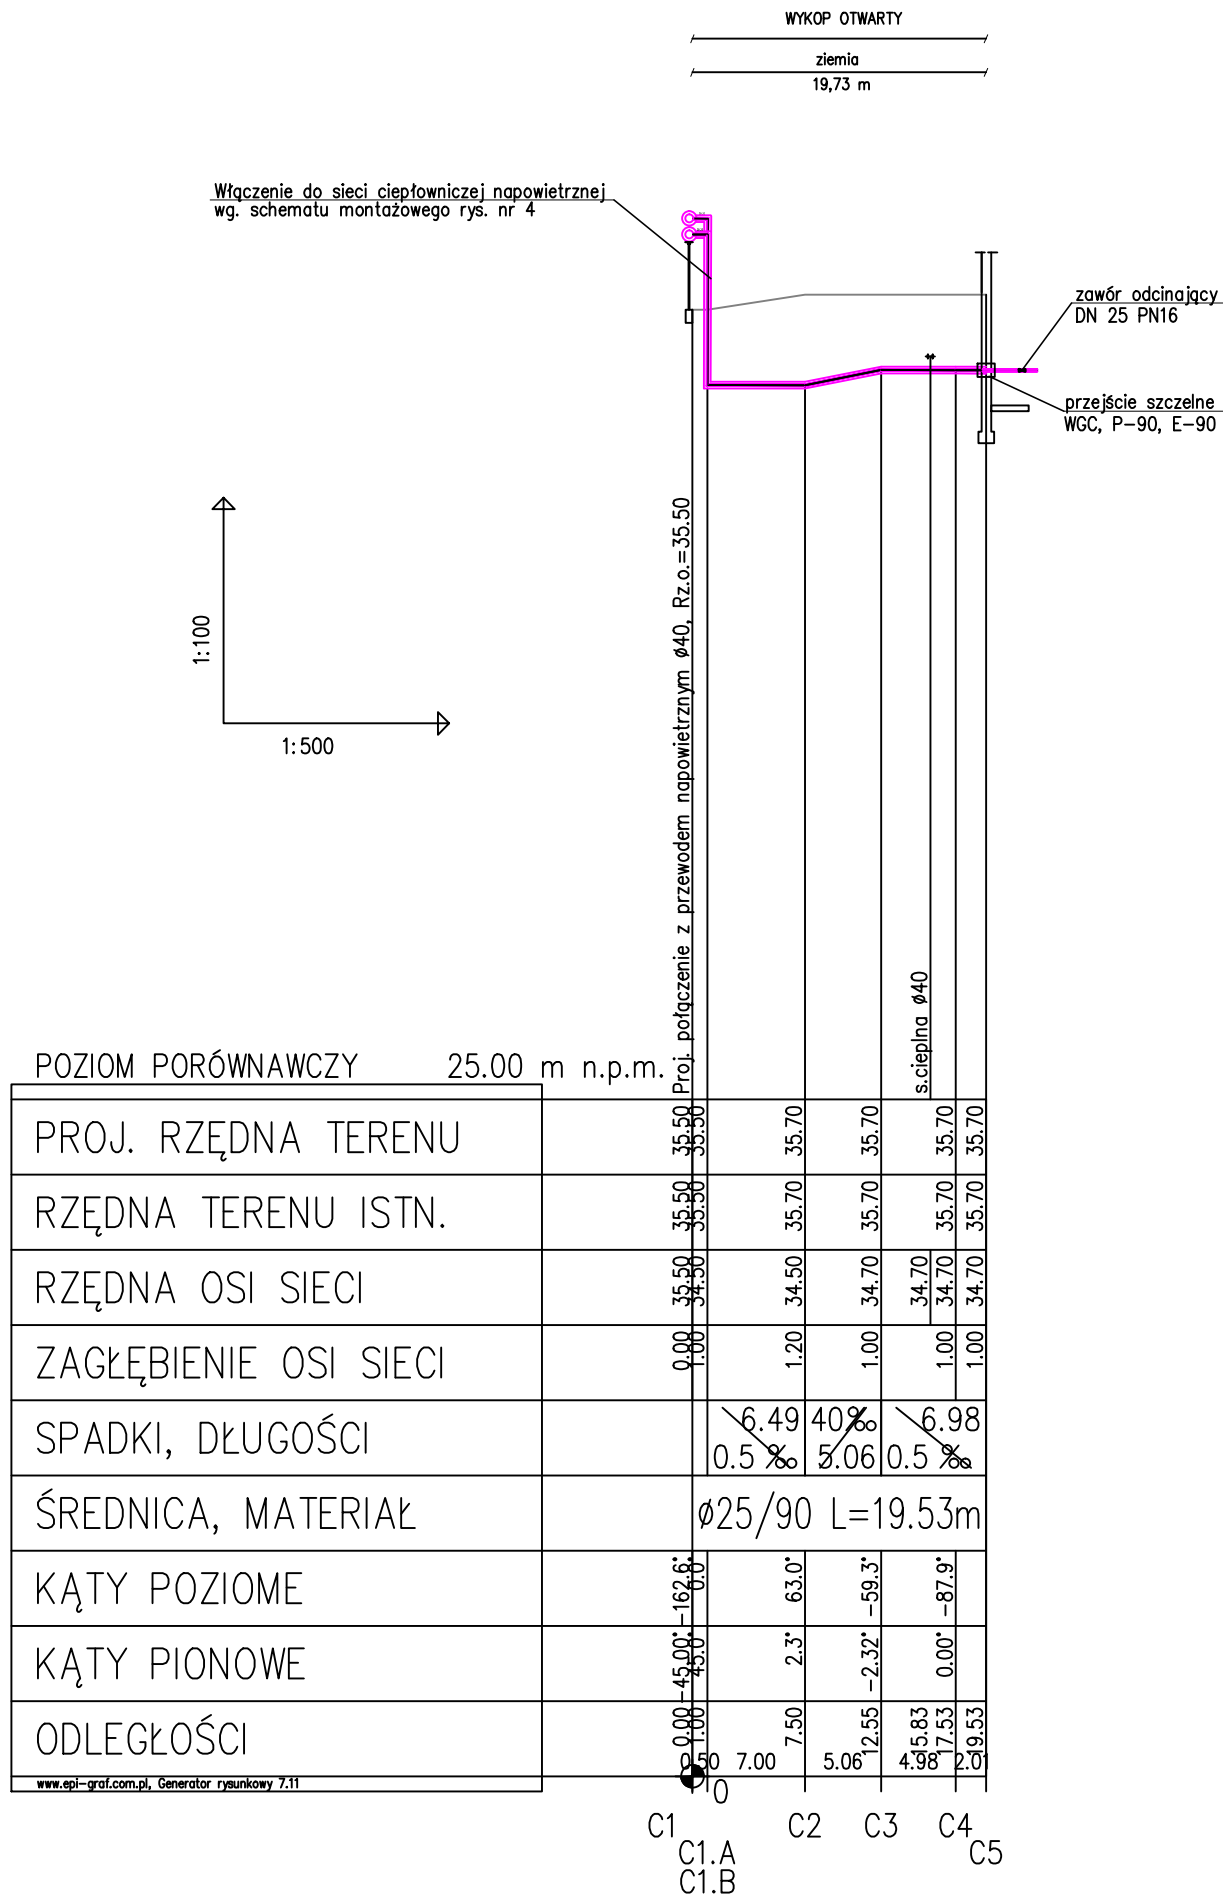 WYKOP OTWARTY
ziemia
19,73 m
Włączenie do sieci ciepłowniczej napowietrznej
wg. schematu montażowego rys. nr 4
zawór odcinający
DN 25 PN16
przejście szczelne
WGC, P-90, E-90
1:100
1:500
Proj. połączenie z przewodem napowietrznym ø40, Rz.o.=35.50
s.cieplna ø40
POZIOM PORÓWNAWCZY 25.00 m n.p.m.
PROJ. RZĘDNA TERENU 35.50 35.50 35.70 35.70 35.70 35.70
RZĘDNA TERENU ISTN. 35.50 35.50 35.70 35.70 35.70 35.70
RZĘDNA OSI SIECI 35.50 34.50 34.50 34.70 34.70 34.70 34.70
ZAGŁĘBIENIE OSI SIECI 0.00 1.00 1.20 1.00 1.00 1.00
SPADKI, DŁUGOŚCI 6.49 40‰ 6.98
0.5 ‰ 5.06 0.5 ‰
ŚREDNICA, MATERIAŁ ø25/90 L=19.53m
KĄTY POZIOME -162.6° 0.0° 63.0° -59.3° -87.9°
KĄTY PIONOWE -45.00° 45.0° 2.3° -2.32° 0.00°
ODLEGŁOŚCI 0.00 1.00 7.50 12.55 15.83 17.53 19.53
0.50 7.00 5.06 4.98 2.01
www.epi-graf.com.pl, Generator rysunkowy 7.11
0
C1 C2 C3 C4
C1.A C5
C1.B